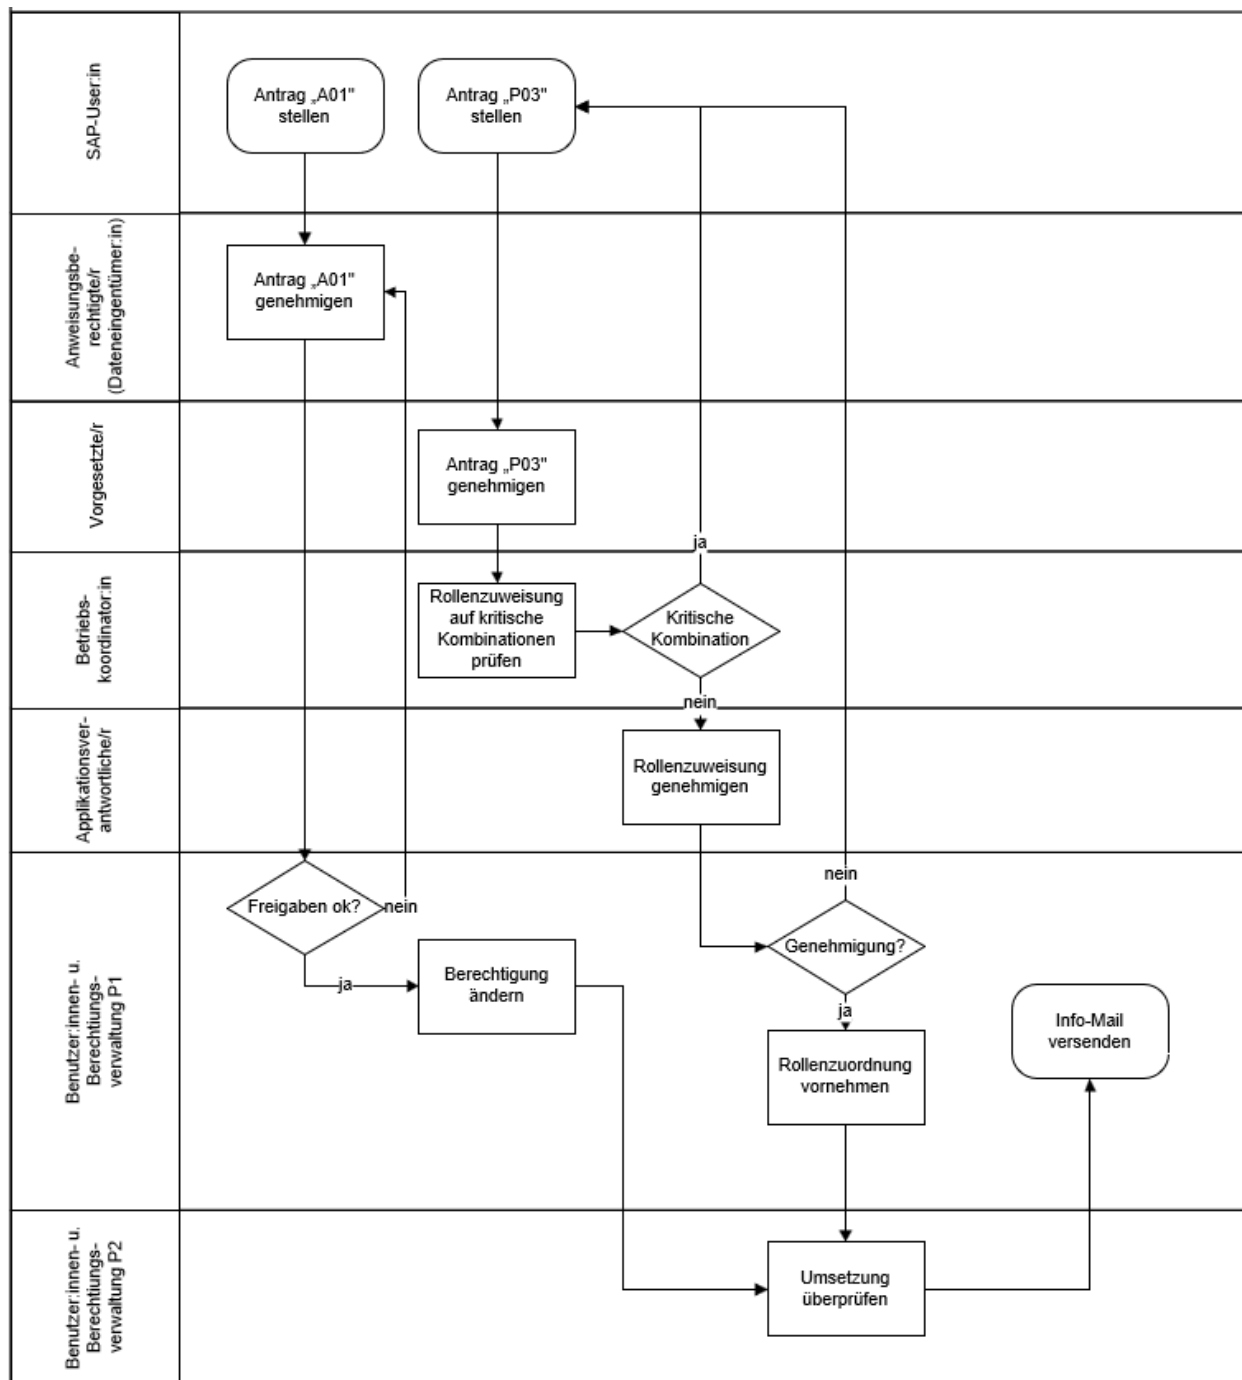 SAP-User:in
Antrag „A01"
stellen
Antrag „P03"
stellen
Anweisungsbe-
rechtigte/r
(Dateneigentümer:in)
Antrag „A01"
genehmigen
Vorgesetzte/r
Antrag „P03"
genehmigen
ja
Betriebs-
koordinator:in
Rollenzuweisung
auf kritische
Kombinationen
prüfen
Kritische
Kombination
nein
Applikationsver-
antwortliche/r
Rollenzuweisung
genehmigen
Benutzer:innen- u.
Berechtiungs-
verwaltung P1
Freigaben ok?
nein
ja
Berechtigung
ändern
nein
Genehmigung?
ja
Rollenzuordnung
vornehmen
Info-Mail
versenden
Benutzer:innen- u.
Berechtiungs-
verwaltung P2
Umsetzung
überprüfen